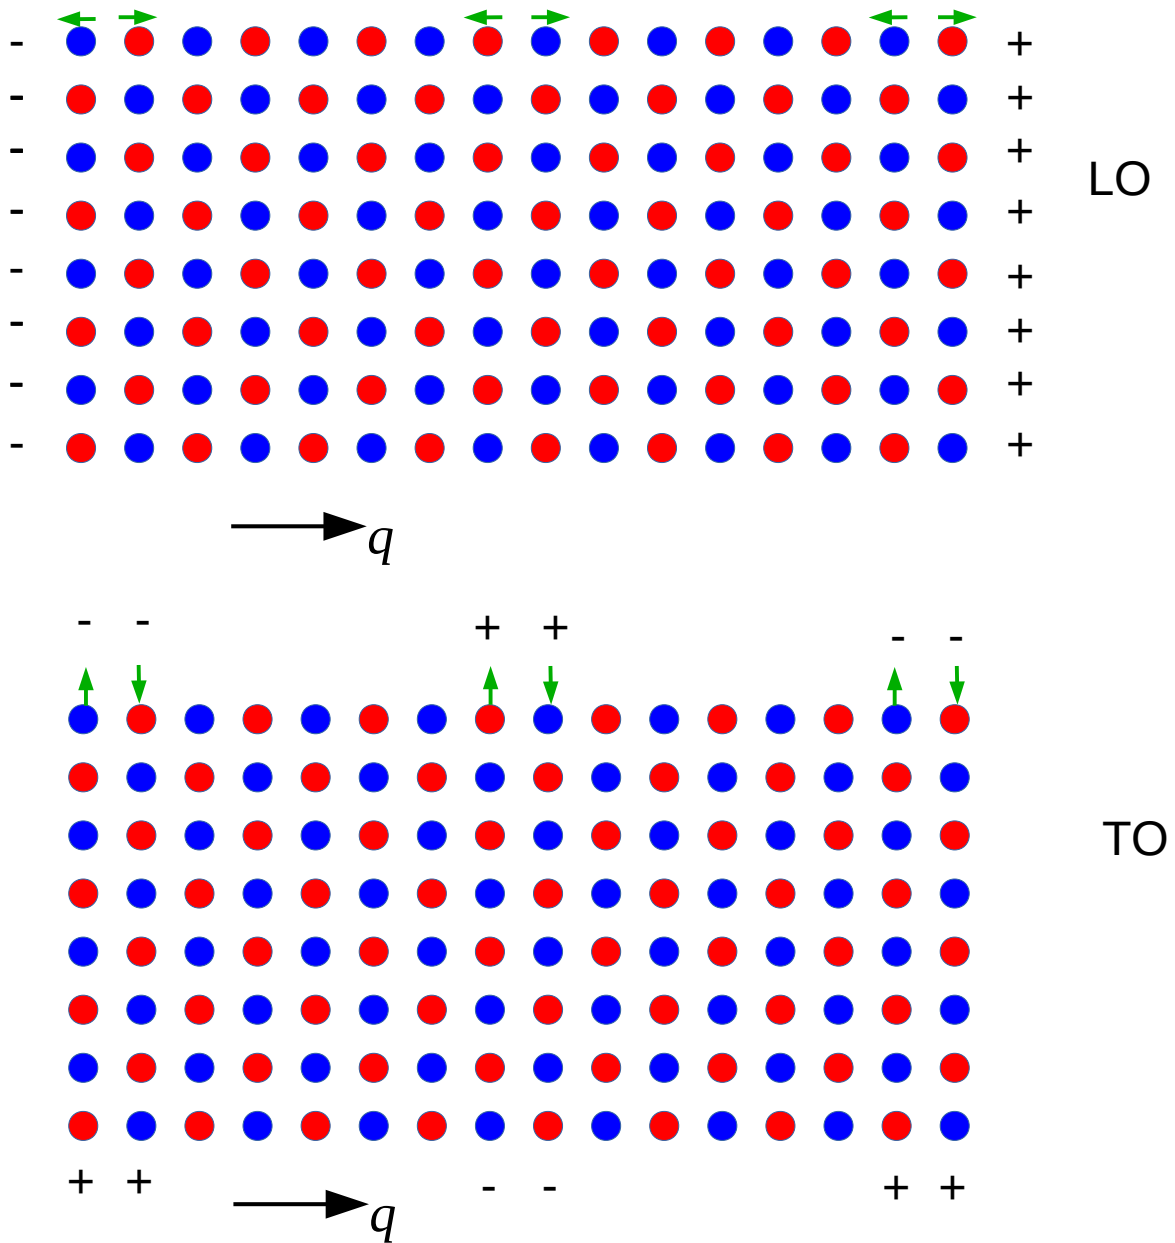 - +
- +
- +
LO
- +
- +
- +
- +
- +
q
- - + + - -
TO
+ + - - + +
q